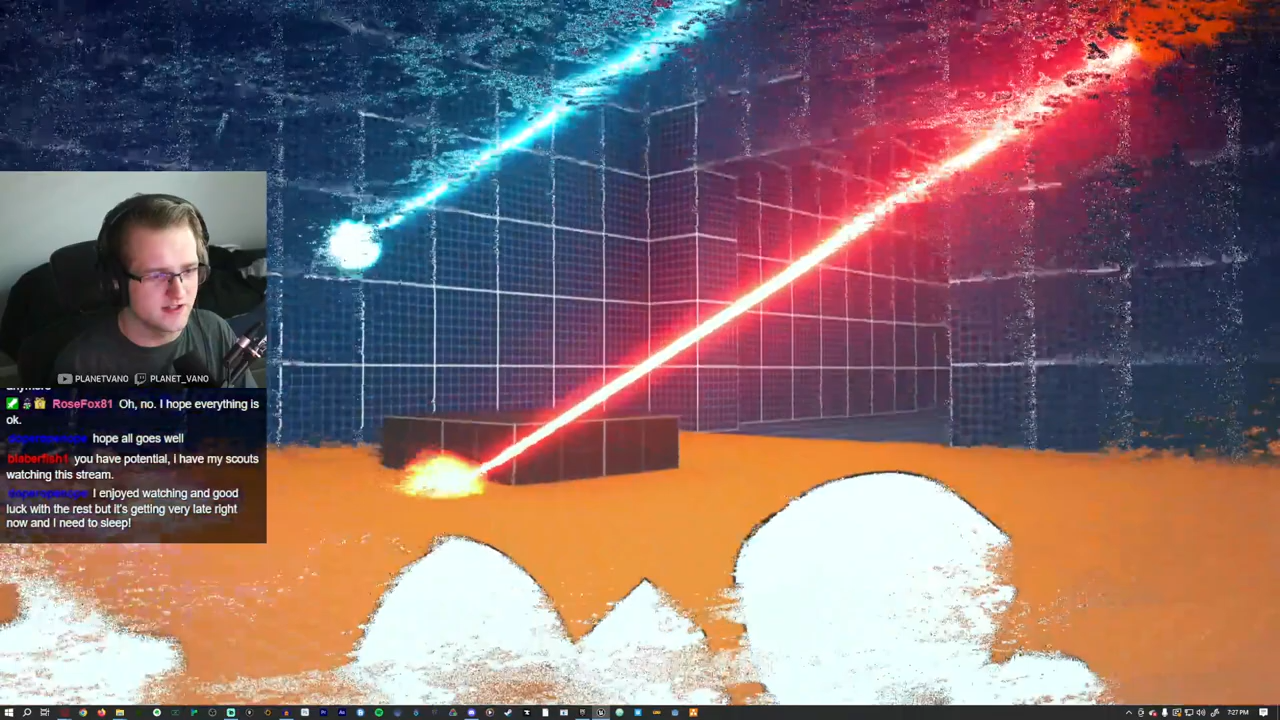 PLANETVANO PLANET_VANO
RoseFox81 Oh, no. I hope everything is
ok.
hope all goes well
blaberfish1 you have potential, I have my scouts
watching this stream.
I enjoyed watching and good
luck with the rest but it's getting very late right
now and I need to sleep!
7:27 PM